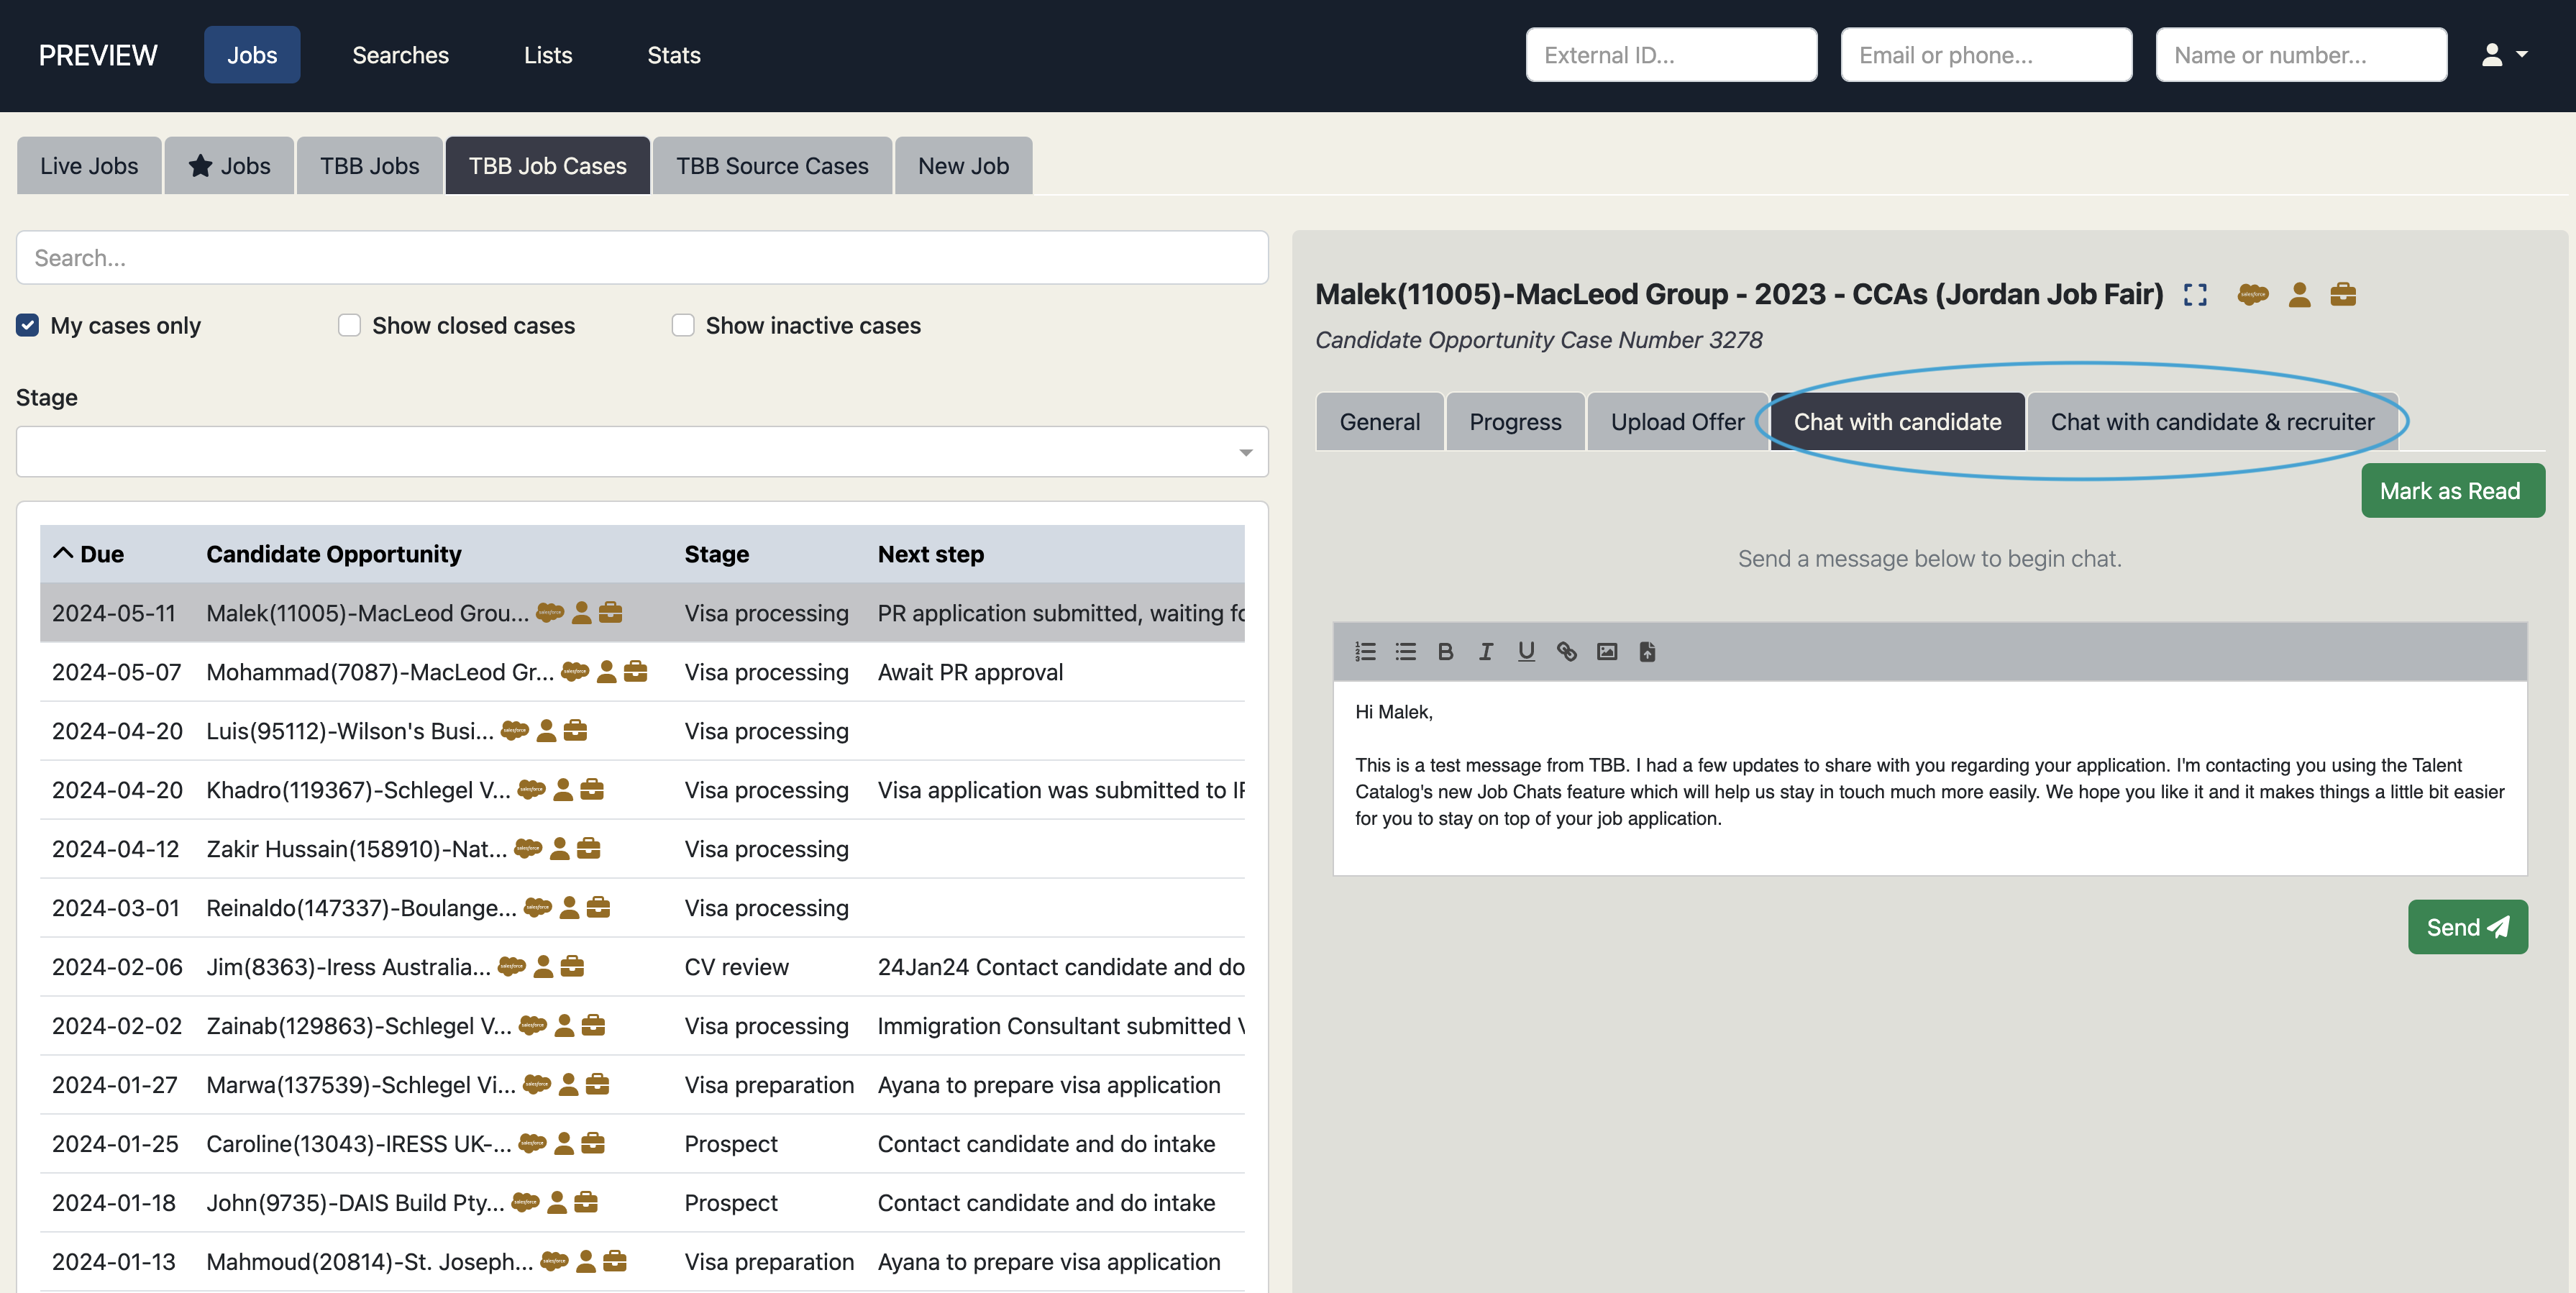 PREVIEW Jobs Searches Lists Stats External ID... Email or phone... Name or number...
Live Jobs Jobs TBB Jobs TBB Job Cases TBB Source Cases New Job
Search...
My cases only Show closed cases Show inactive cases
Stage
Due Candidate Opportunity Stage Next step
2024-05-11 Malek(11005)-MacLeod Grou... salesforce Visa processing PR application submitted, waiting fo
2024-05-07 Mohammad(7087)-MacLeod Gr... salesforce Visa processing Await PR approval
2024-04-20 Luis(95112)-Wilson's Busi... salesforce Visa processing
2024-04-20 Khadro(119367)-Schlegel V... salesforce Visa processing Visa application was submitted to IF
2024-04-12 Zakir Hussain(158910)-Nat... salesforce Visa processing
2024-03-01 Reinaldo(147337)-Boulange... salesforce Visa processing
2024-02-06 Jim(8363)-Iress Australia... salesforce CV review 24Jan24 Contact candidate and do
2024-02-02 Zainab(129863)-Schlegel V... salesforce Visa processing Immigration Consultant submitted V
2024-01-27 Marwa(137539)-Schlegel Vi... salesforce Visa preparation Ayana to prepare visa application
2024-01-25 Caroline(13043)-IRESS UK-... salesforce Prospect Contact candidate and do intake
2024-01-18 John(9735)-DAIS Build Pty... salesforce Prospect Contact candidate and do intake
2024-01-13 Mahmoud(20814)-St. Joseph... salesforce Visa preparation Ayana to prepare visa application
Malek(11005)-MacLeod Group - 2023 - CCAs (Jordan Job Fair) salesforce
Candidate Opportunity Case Number 3278
General Progress Upload Offer Chat with candidate Chat with candidate & recruiter
Mark as Read
Send a message below to begin chat.
B I U
Hi Malek,
This is a test message from TBB. I had a few updates to share with you regarding your application. I'm contacting you using the Talent
Catalog's new Job Chats feature which will help us stay in touch much more easily. We hope you like it and it makes things a little bit easier
for you to stay on top of your job application.
Send